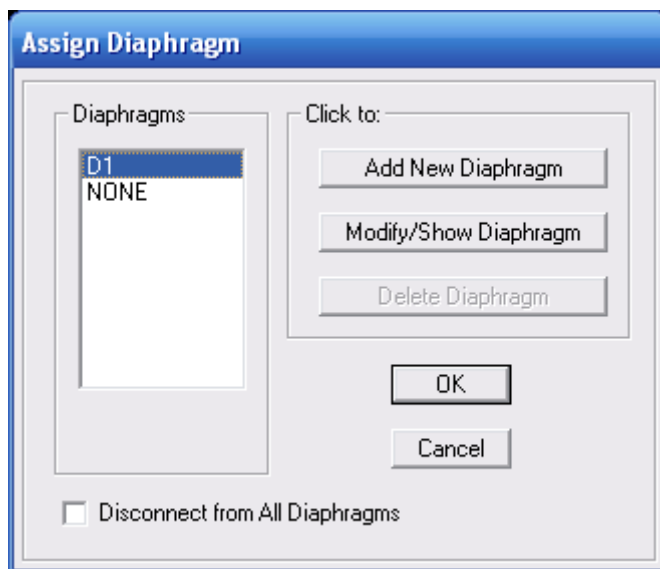 Assign Diaphragm
Diaphragms
D1
NONE
Click to:
Add New Diaphragm
Modify/Show Diaphragm
Delete Diaphragm
OK
Cancel
Disconnect from All Diaphragms